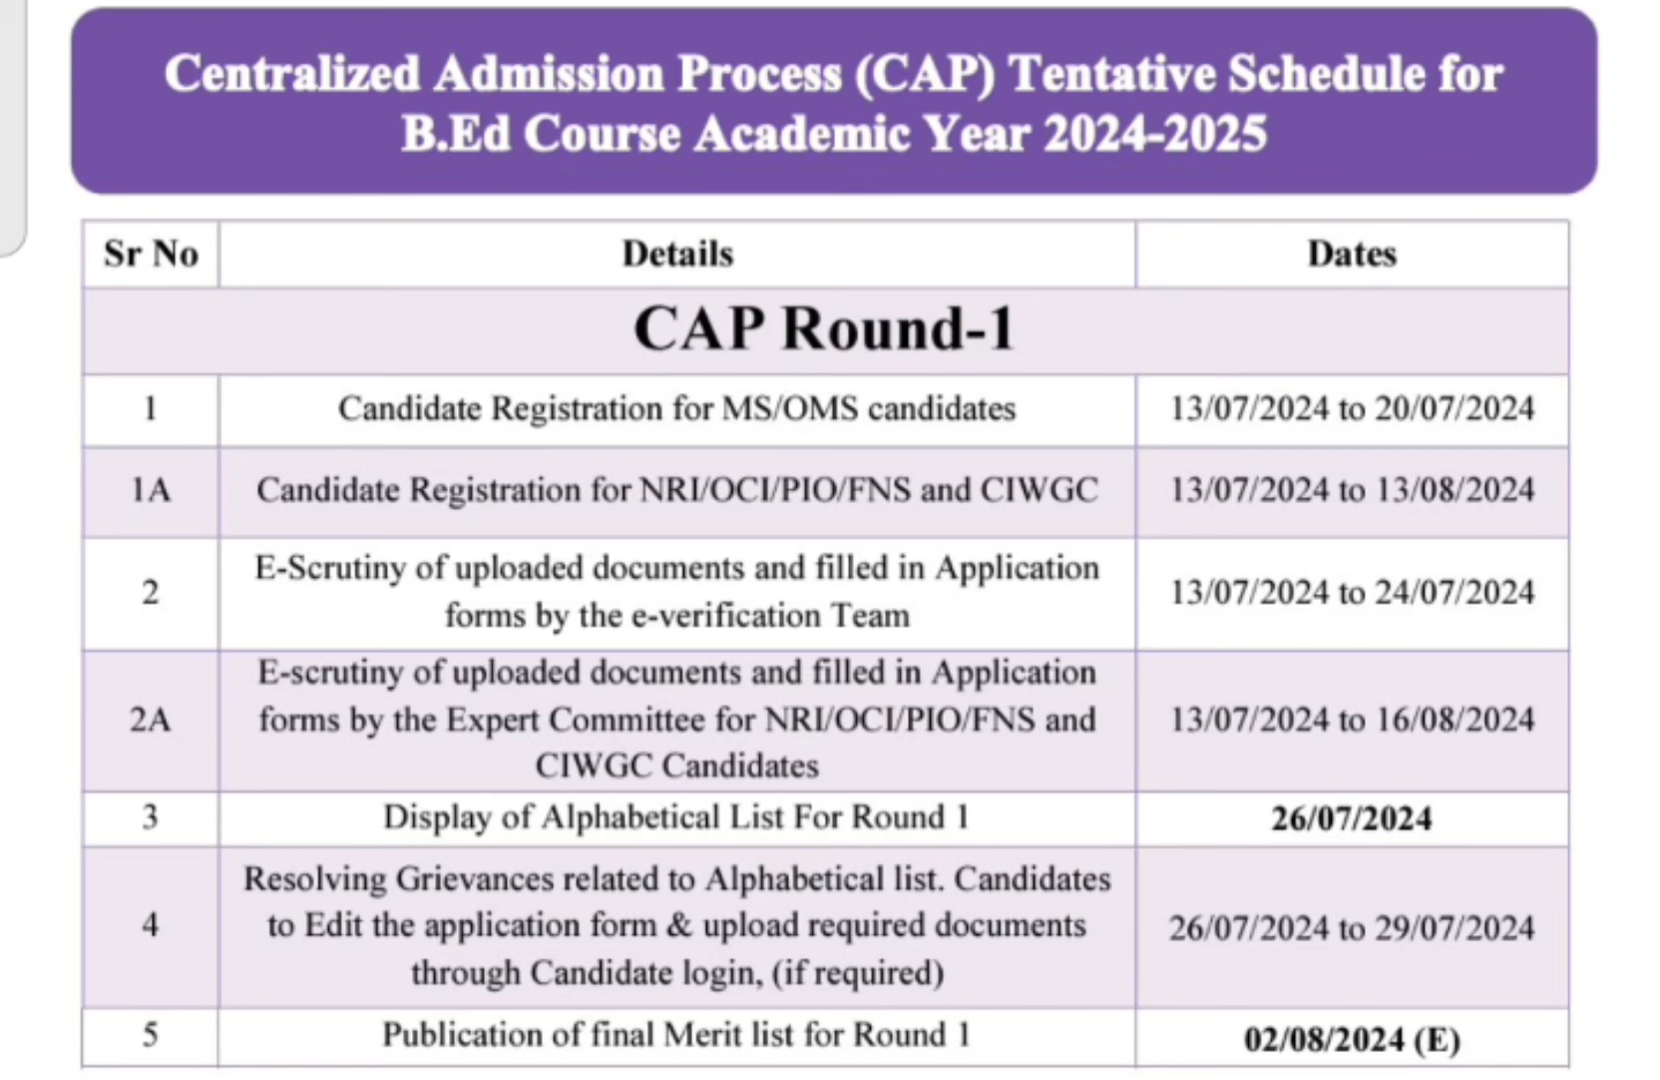 Centralized Admission Process (CAP) Tentative Schedule for
B.Ed Course Academic Year 2024-2025
Sr No Details Dates
CAP Round-1
1 Candidate Registration for MS/OMS candidates 13/07/2024 to 20/07/2024
1A Candidate Registration for NRI/OCI/PIO/FNS and CIWGC 13/07/2024 to 13/08/2024
2 E-Scrutiny of uploaded documents and filled in Application
forms by the e-verification Team 13/07/2024 to 24/07/2024
2A E-scrutiny of uploaded documents and filled in Application
forms by the Expert Committee for NRI/OCI/PIO/FNS and
CIWGC Candidates 13/07/2024 to 16/08/2024
3 Display of Alphabetical List For Round 1 26/07/2024
4 Resolving Grievances related to Alphabetical list. Candidates
to Edit the application form & upload required documents
through Candidate login, (if required) 26/07/2024 to 29/07/2024
5 Publication of final Merit list for Round 1 02/08/2024 (E)